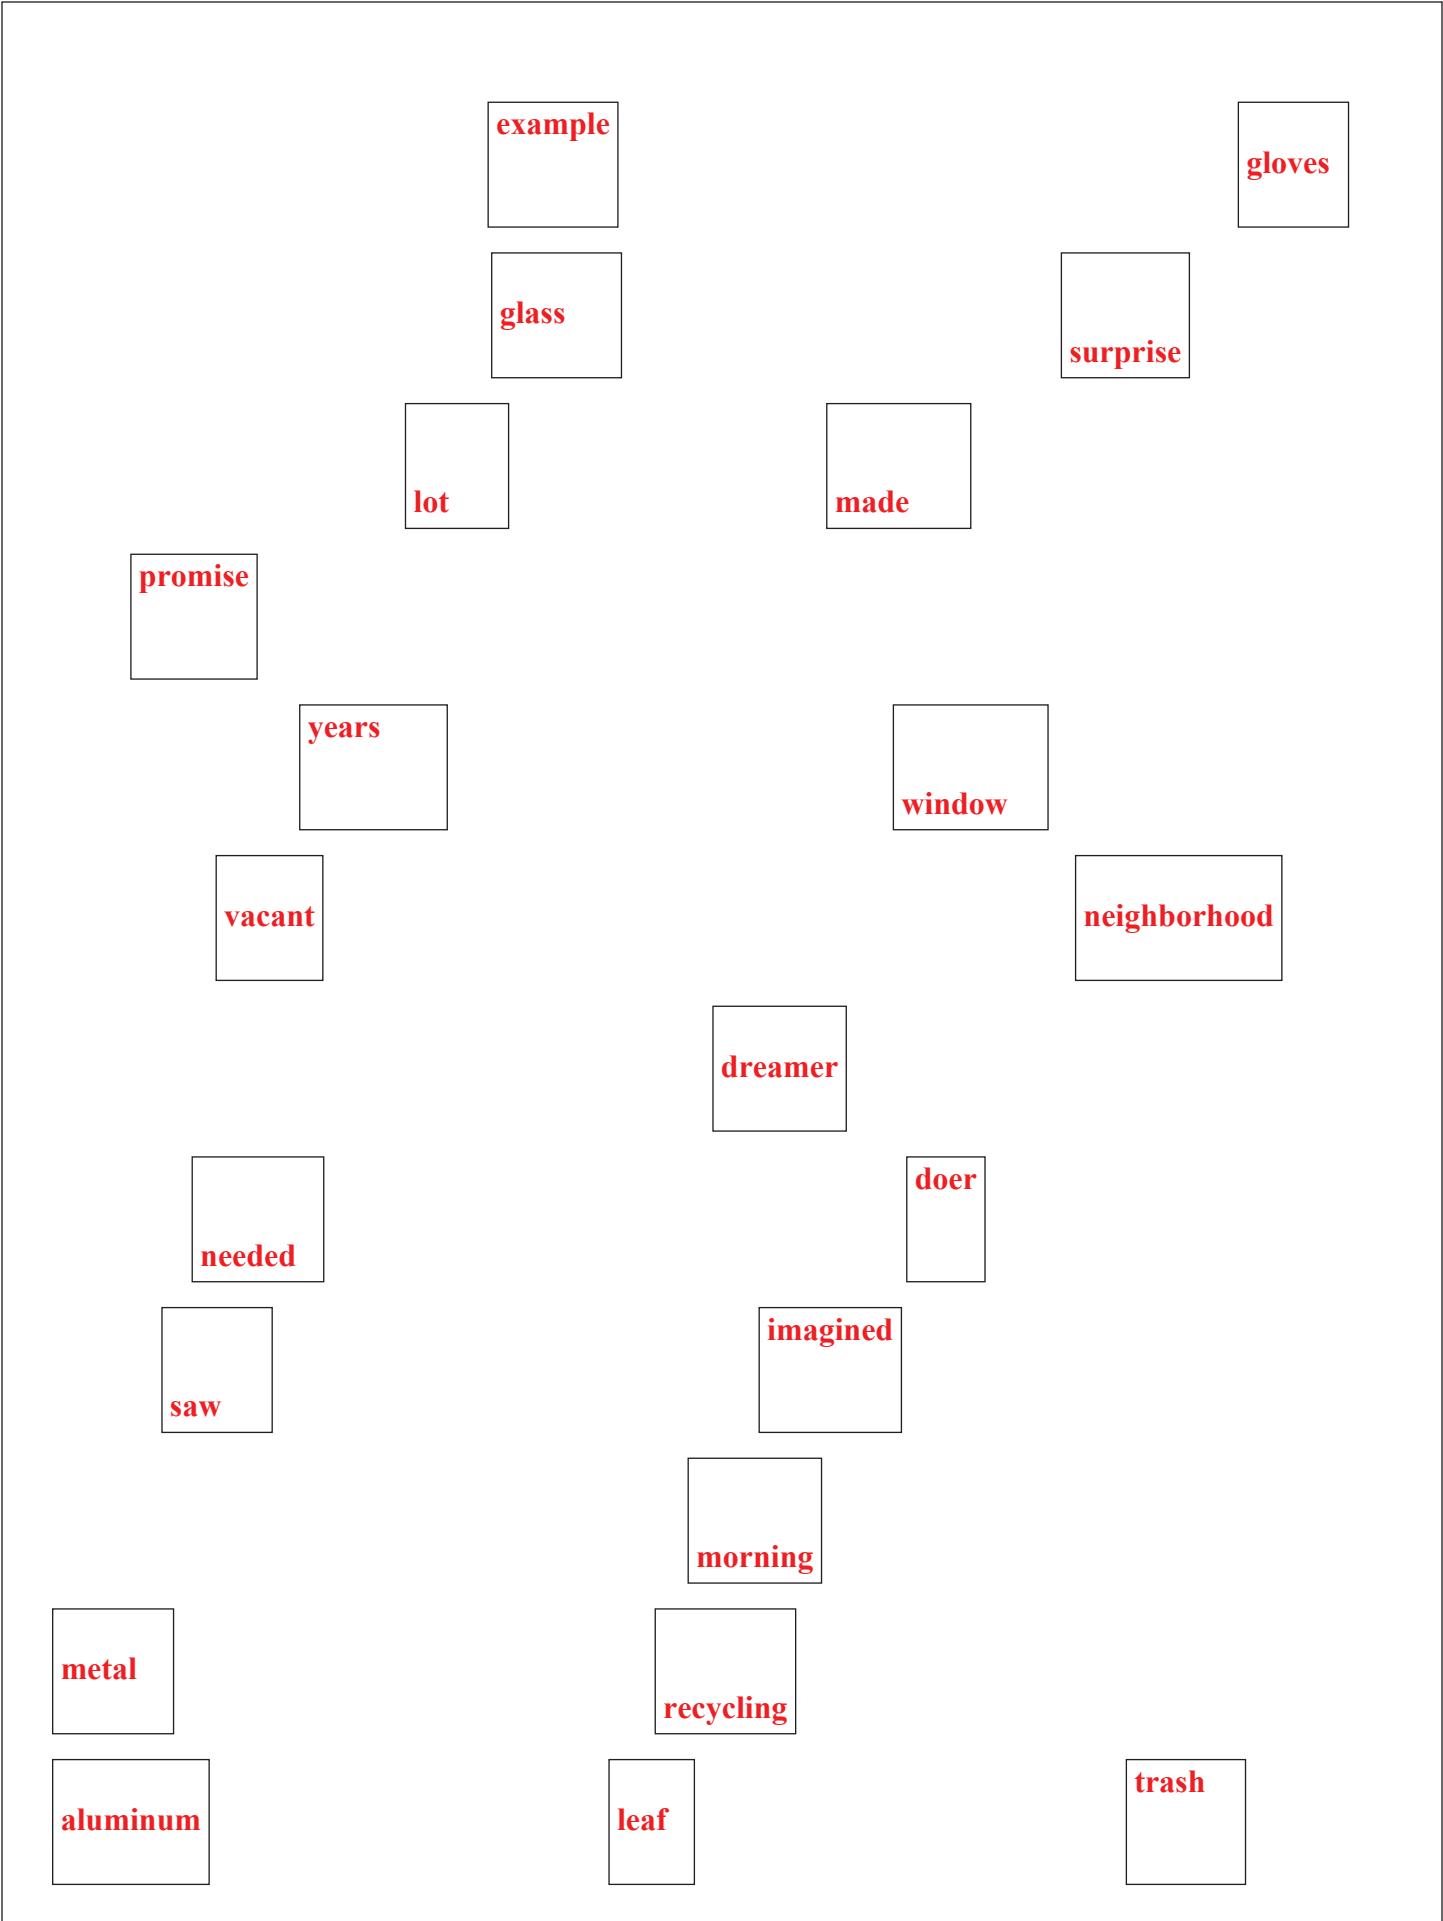 example gloves
glass surprise
lot made
promise
years window
vacant neighborhood
dreamer
needed doer
saw imagined
morning
metal recycling
aluminum leaf trash